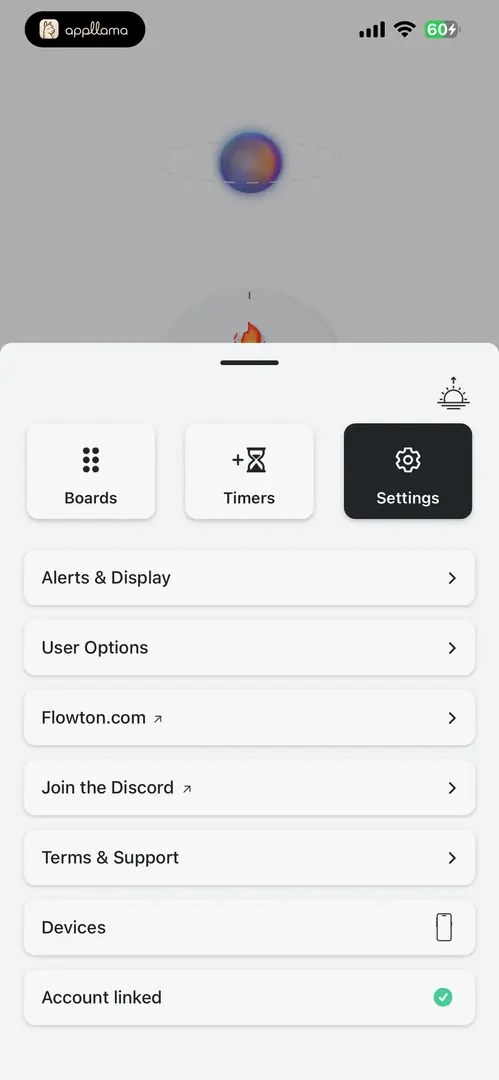 appllama
60
Boards
Timers
Settings
Alerts & Display
User Options
Flowton.com ↗
Join the Discord ↗
Terms & Support
Devices
Account linked